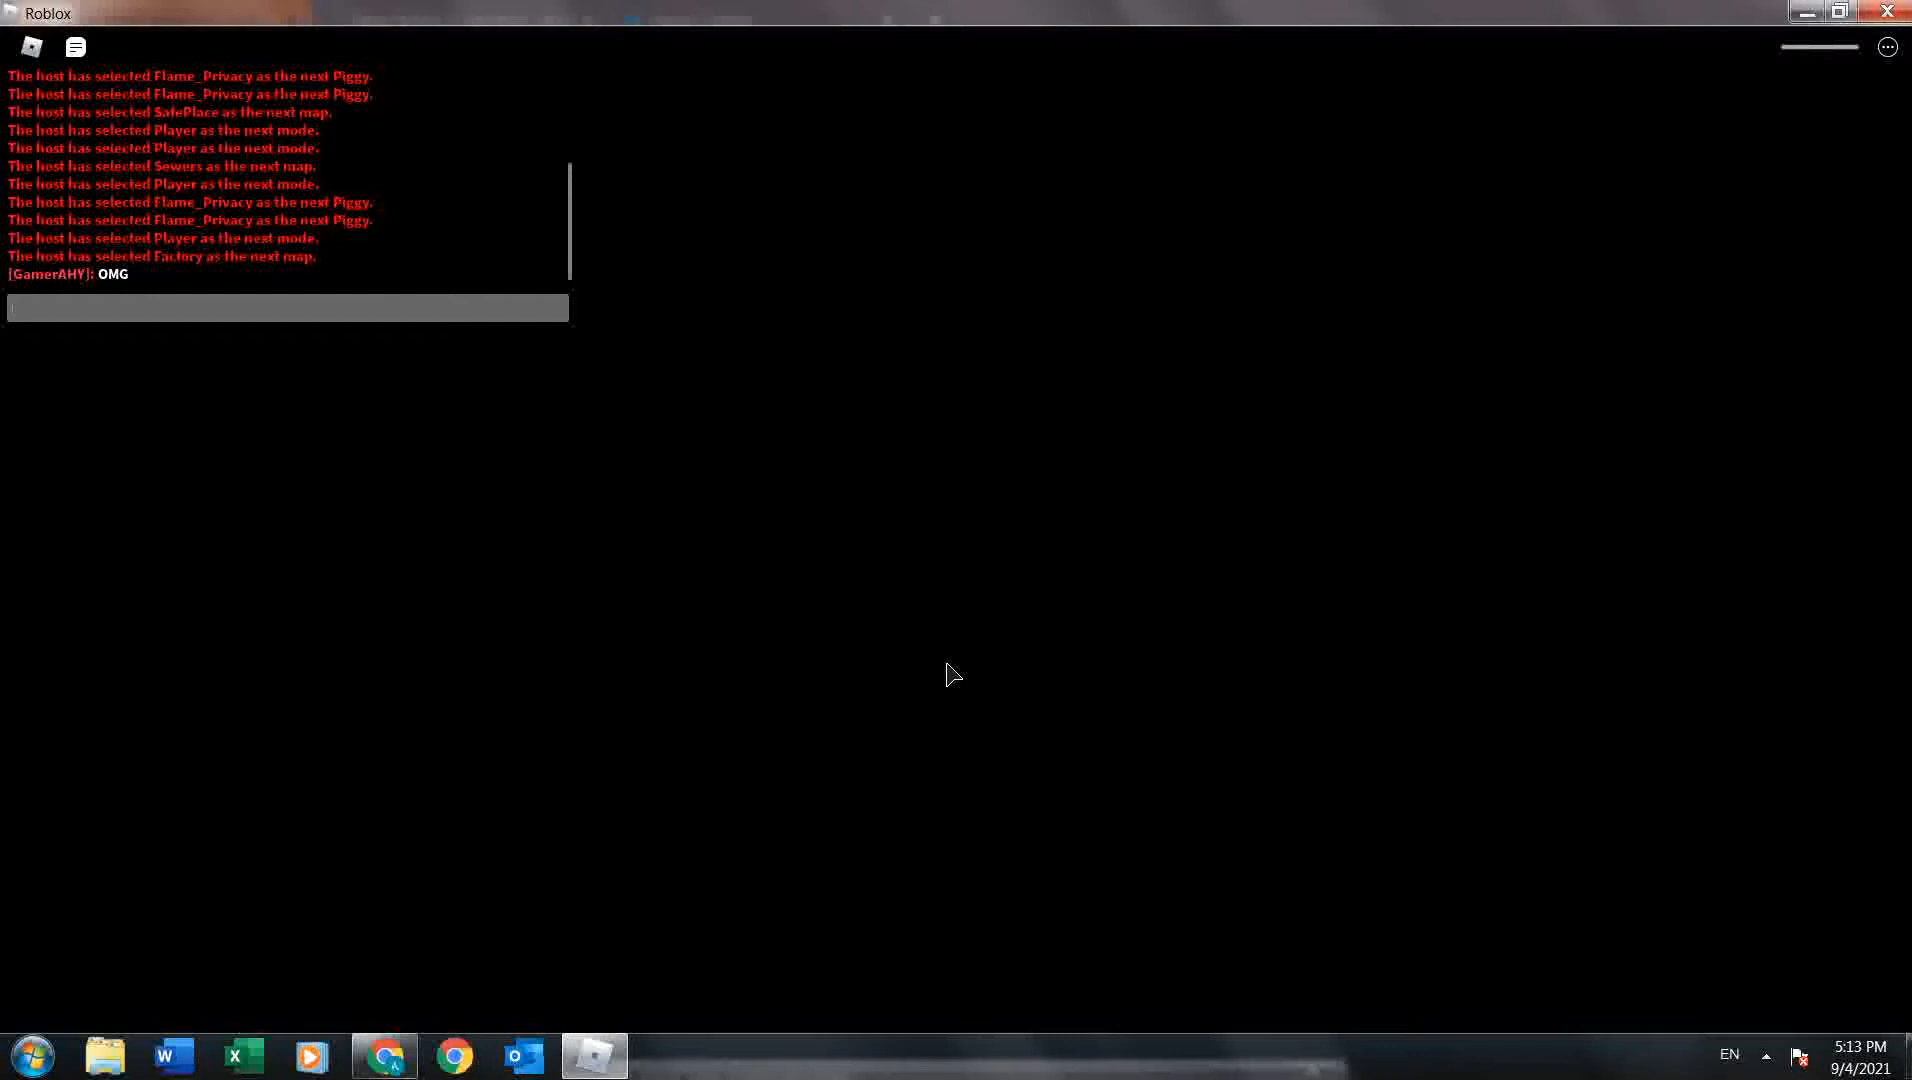 Roblox
The host has selected Flame_Privacy as the next Piggy.
The host has selected Flame_Privacy as the next Piggy.
The host has selected SafePlace as the next map.
The host has selected Player as the next mode.
The host has selected Player as the next mode.
The host has selected Sewers as the next map.
The host has selected Player as the next mode.
The host has selected Flame_Privacy as the next Piggy.
The host has selected Flame_Privacy as the next Piggy.
The host has selected Player as the next mode.
The host has selected Factory as the next map.
[GamerAHY]: OMG
EN
5:13 PM
9/4/2021